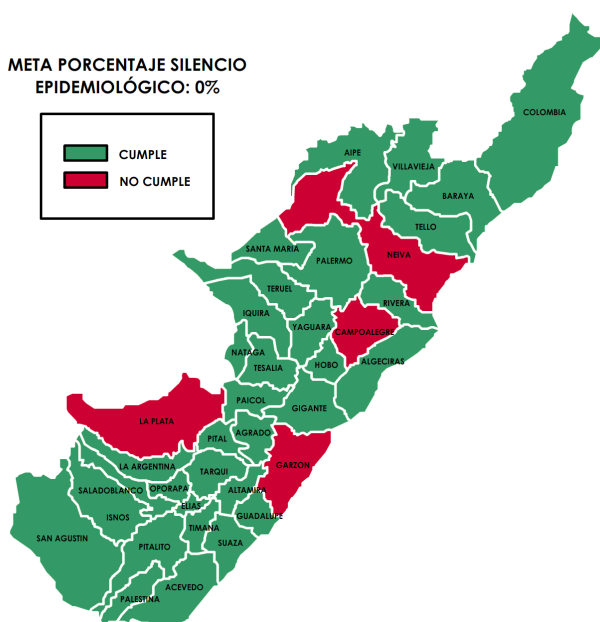 META PORCENTAJE SILENCIO
EPIDEMIOLÓGICO: 0%
CUMPLE
NO CUMPLE
COLOMBIA
AIPE
VILLAVIEJA
BARAYA
TELLO
SANTA MARIA
PALERMO
NEIVA
TERUEL
RIVERA
IQUIRA
YAGUARA
CAMPOALEGRE
NATAGA
TESALIA
HOBO
ALGECIRAS
PAICOL
GIGANTE
LA PLATA
AGRADO
PITAL
LA ARGENTINA
TARQUI
GARZON
SALADOBLANCO
OPORAPA
ALTAMIRA
ELIAS
ISNOS
GUADALUPE
SAN AGUSTIN
TIMANA
PITALITO
SUAZA
ACEVEDO
PALESTINA